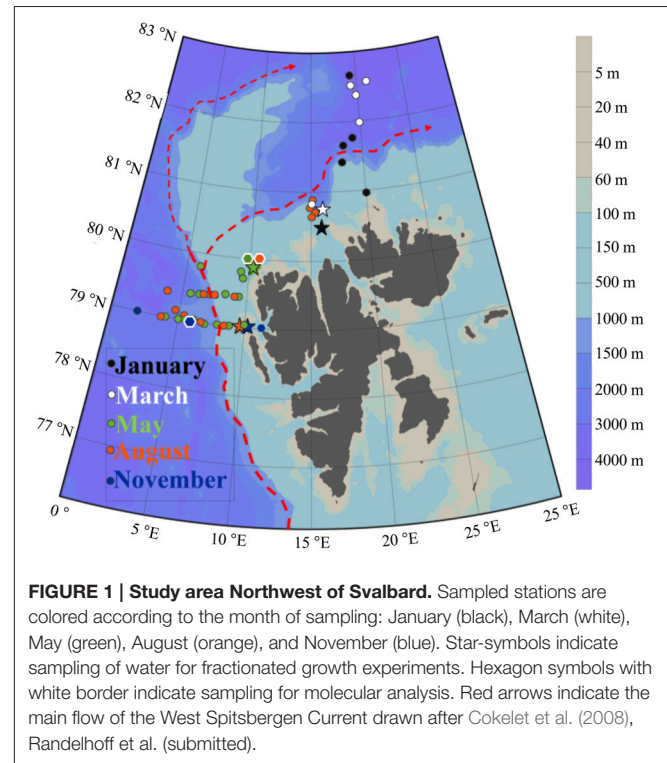 83 °N
82 °N
81 °N
80 °N
79 °N
78 °N
77 °N
0 °
5 °E
10 °E
15 °E
20 °E
25 °E
25 °E
January
March
May
August
November
5 m
20 m
40 m
60 m
100 m
150 m
500 m
1000 m
1500 m
2000 m
3000 m
4000 m
FIGURE 1 | Study area Northwest of Svalbard. Sampled stations are
colored according to the month of sampling: January (black), March (white),
May (green), August (orange), and November (blue). Star-symbols indicate
sampling of water for fractionated growth experiments. Hexagon symbols with
white border indicate sampling for molecular analysis. Red arrows indicate the
main flow of the West Spitsbergen Current drawn after Cokelet et al. (2008),
Randelhoff et al. (submitted).